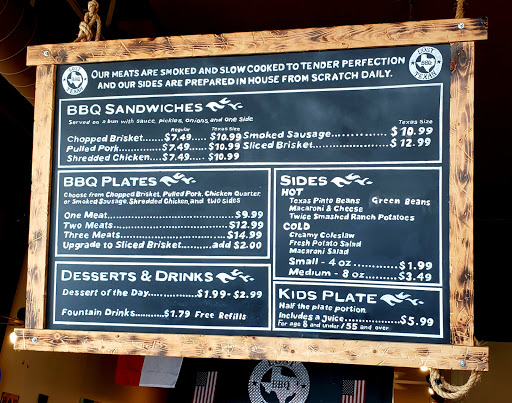 OUR MEATS ARE SMOKED AND SLOW COOKED TO TENDER PERFECTION
AND OUR SIDES ARE PREPARED IN HOUSE FROM SCRATCH DAILY.
BBQ SANDWICHES
Served on a bun with sauce, pickles, onions, and one side
Regular Texas Size
Chopped Brisket......$7.49......$10.99
Pulled Pork......$7.49......$10.99
Shredded Chicken....$7.49.....$10.99
Texas Size
Smoked Sausage..............$10.99
Sliced Brisket..................$12.99
BBQ PLATES
Choose from Chopped Brisket, Pulled Pork, Chicken Quarter
or Smoked Sausage, Shredded Chicken, and two sides
One Meat..............................$9.99
Two Meats...........................$12.99
Three Meats........................$14.99
Upgrade to Sliced Brisket..........add $2.00
DESSERTS & DRINKS
Dessert of the Day..............$1.99-$2.99
Fountain Drinks...........$1.79 Free Refills
SIDES
HOT
Texas Pinto Beans Green Beans
Macaroni & Cheese
Twice Smashed Ranch Potatoes
COLD
Creamy Coleslaw
Fresh Potato Salad
Macaroni Salad
Small - 4 oz............$1.99
Medium - 8 oz.........$3.49
KIDS PLATE
Half the plate portion
Includes a juice..............$5.99
For age 8 and under / 55 and over
BBQ